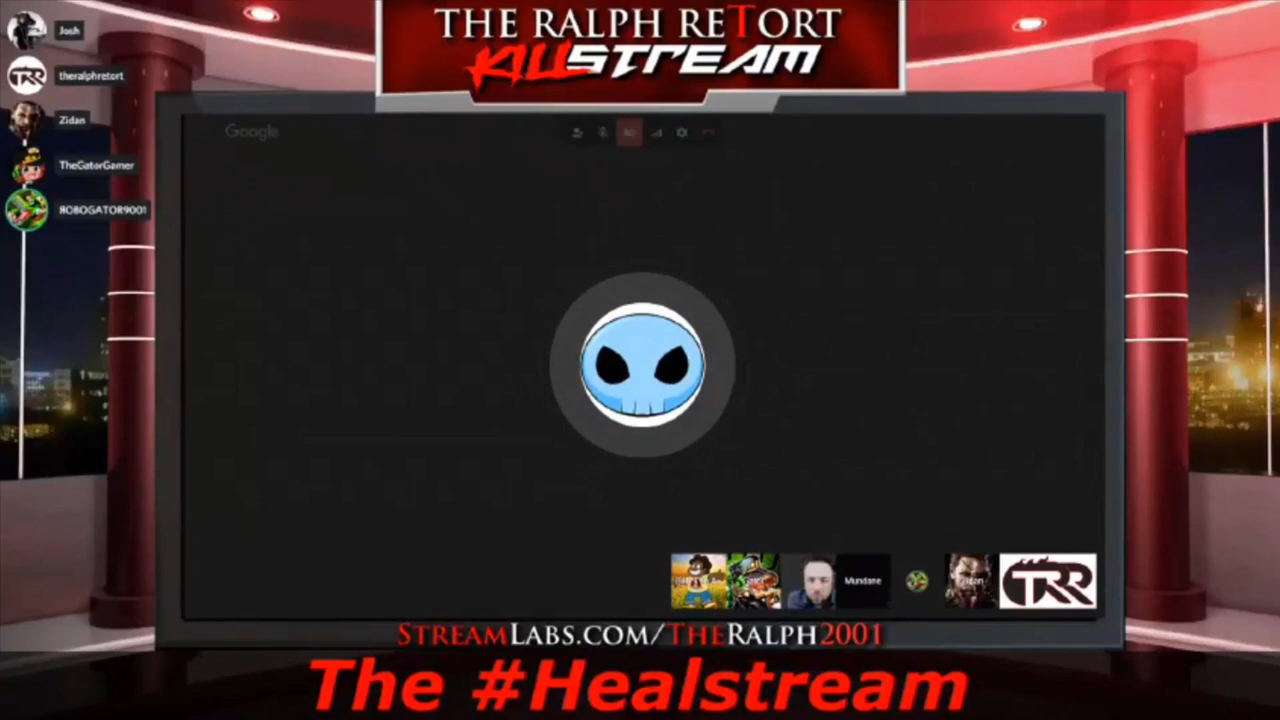 THE RALPH RETORT
KILLSTREAM
Josh
theralphretort
Zidan
TheGatorGamer
ROBOGATOR9001
Google
Mundane
Zidan
TRR
STREAMLABS.COM/THERALPH2001
The #Healstream